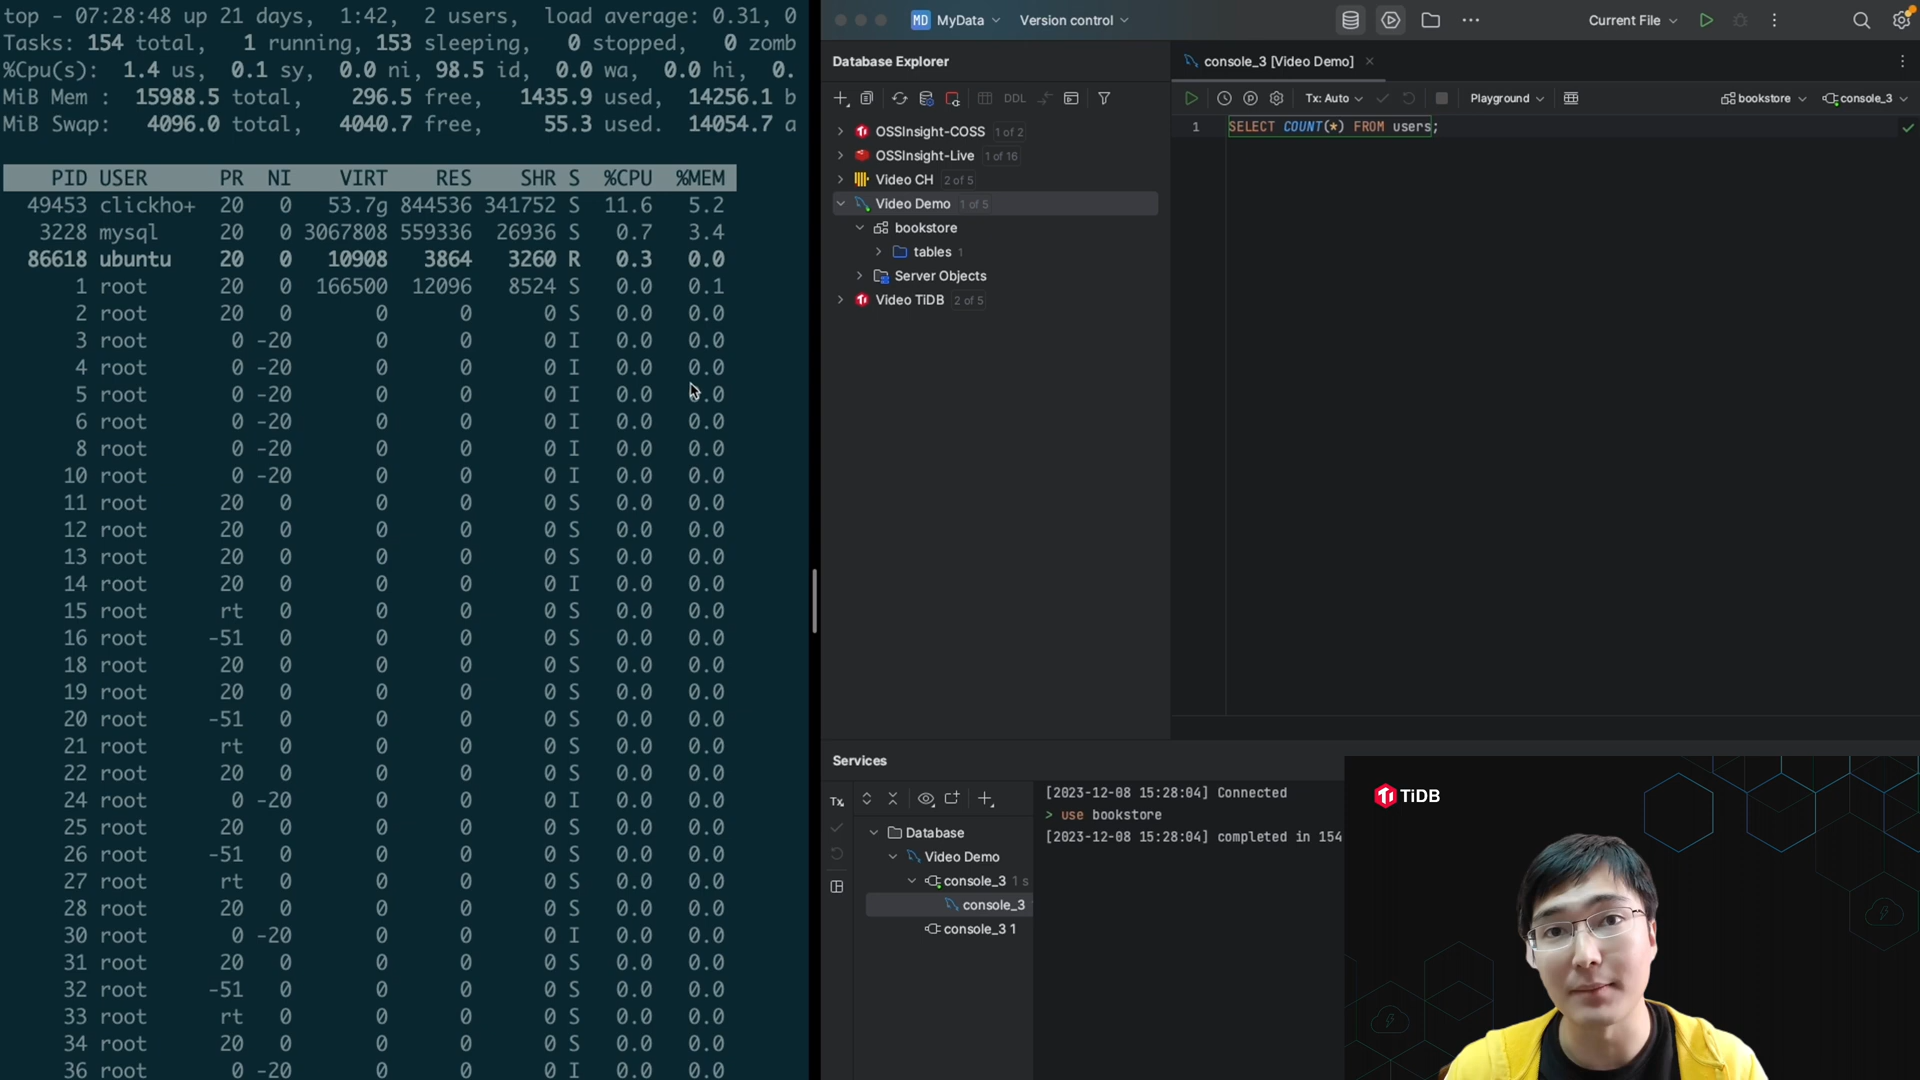 top - 07:28:48 up 21 days,  1:42,  2 users,  load average: 0.31, 0
Tasks: 154 total,   1 running, 153 sleeping,   0 stopped,   0 zomb
%Cpu(s):  1.4 us,  0.1 sy,  0.0 ni, 98.5 id,  0.0 wa,  0.0 hi,  0.
MiB Mem :  15988.5 total,    296.5 free,   1435.9 used,  14256.1 b
MiB Swap:   4096.0 total,   4040.7 free,     55.3 used.  14054.7 a
PID USER PR NI VIRT RES SHR S %CPU %MEM
49453 clickho+ 20 0 53.7g 844536 341752 S 11.6 5.2
3228 mysql 20 0 3067808 559336 26936 S 0.7 3.4
86618 ubuntu 20 0 10908 3864 3260 R 0.3 0.0
1 root 20 0 166500 12096 8524 S 0.0 0.1
2 root 20 0 0 0 0 S 0.0 0.0
3 root 0 -20 0 0 0 I 0.0 0.0
4 root 0 -20 0 0 0 I 0.0 0.0
5 root 0 -20 0 0 0 I 0.0 .0
6 root 0 -20 0 0 0 I 0.0 0.0
8 root 0 -20 0 0 0 I 0.0 0.0
10 root 0 -20 0 0 0 I 0.0 0.0
11 root 20 0 0 0 0 S 0.0 0.0
12 root 20 0 0 0 0 S 0.0 0.0
13 root 20 0 0 0 0 S 0.0 0.0
14 root 20 0 0 0 0 I 0.0 0.0
15 root rt 0 0 0 0 S 0.0 0.0
16 root -51 0 0 0 0 S 0.0 0.0
18 root 20 0 0 0 0 S 0.0 0.0
19 root 20 0 0 0 0 S 0.0 0.0
20 root -51 0 0 0 0 S 0.0 0.0
21 root rt 0 0 0 0 S 0.0 0.0
22 root 20 0 0 0 0 S 0.0 0.0
24 root 0 -20 0 0 0 I 0.0 0.0
25 root 20 0 0 0 0 S 0.0 0.0
26 root -51 0 0 0 0 S 0.0 0.0
27 root rt 0 0 0 0 S 0.0 0.0
28 root 20 0 0 0 0 S 0.0 0.0
30 root 0 -20 0 0 0 I 0.0 0.0
31 root 20 0 0 0 0 S 0.0 0.0
32 root -51 0 0 0 0 S 0.0 0.0
33 root rt 0 0 0 0 S 0.0 0.0
34 root 20 0 0 0 0 S 0.0 0.0
36 root 0 -20 0 0 0 I 0.0 0.0
MD MyData Version control Current File
Database Explorer
DDL
OSSInsight-COSS 1 of 2
OSSInsight-Live 1 of 16
Video CH 2 of 5
Video Demo 1 of 5
bookstore
tables 1
Server Objects
Video TiDB 2 of 5
console_3 [Video Demo]
Tx: Auto Playground bookstore console_3
1 SELECT COUNT(*) FROM users;
Services
Tx
Database
Video Demo
console_3 1 s
console_3
console_3 1
[2023-12-08 15:28:04] Connected
> use bookstore
[2023-12-08 15:28:04] completed in 154
TiDB